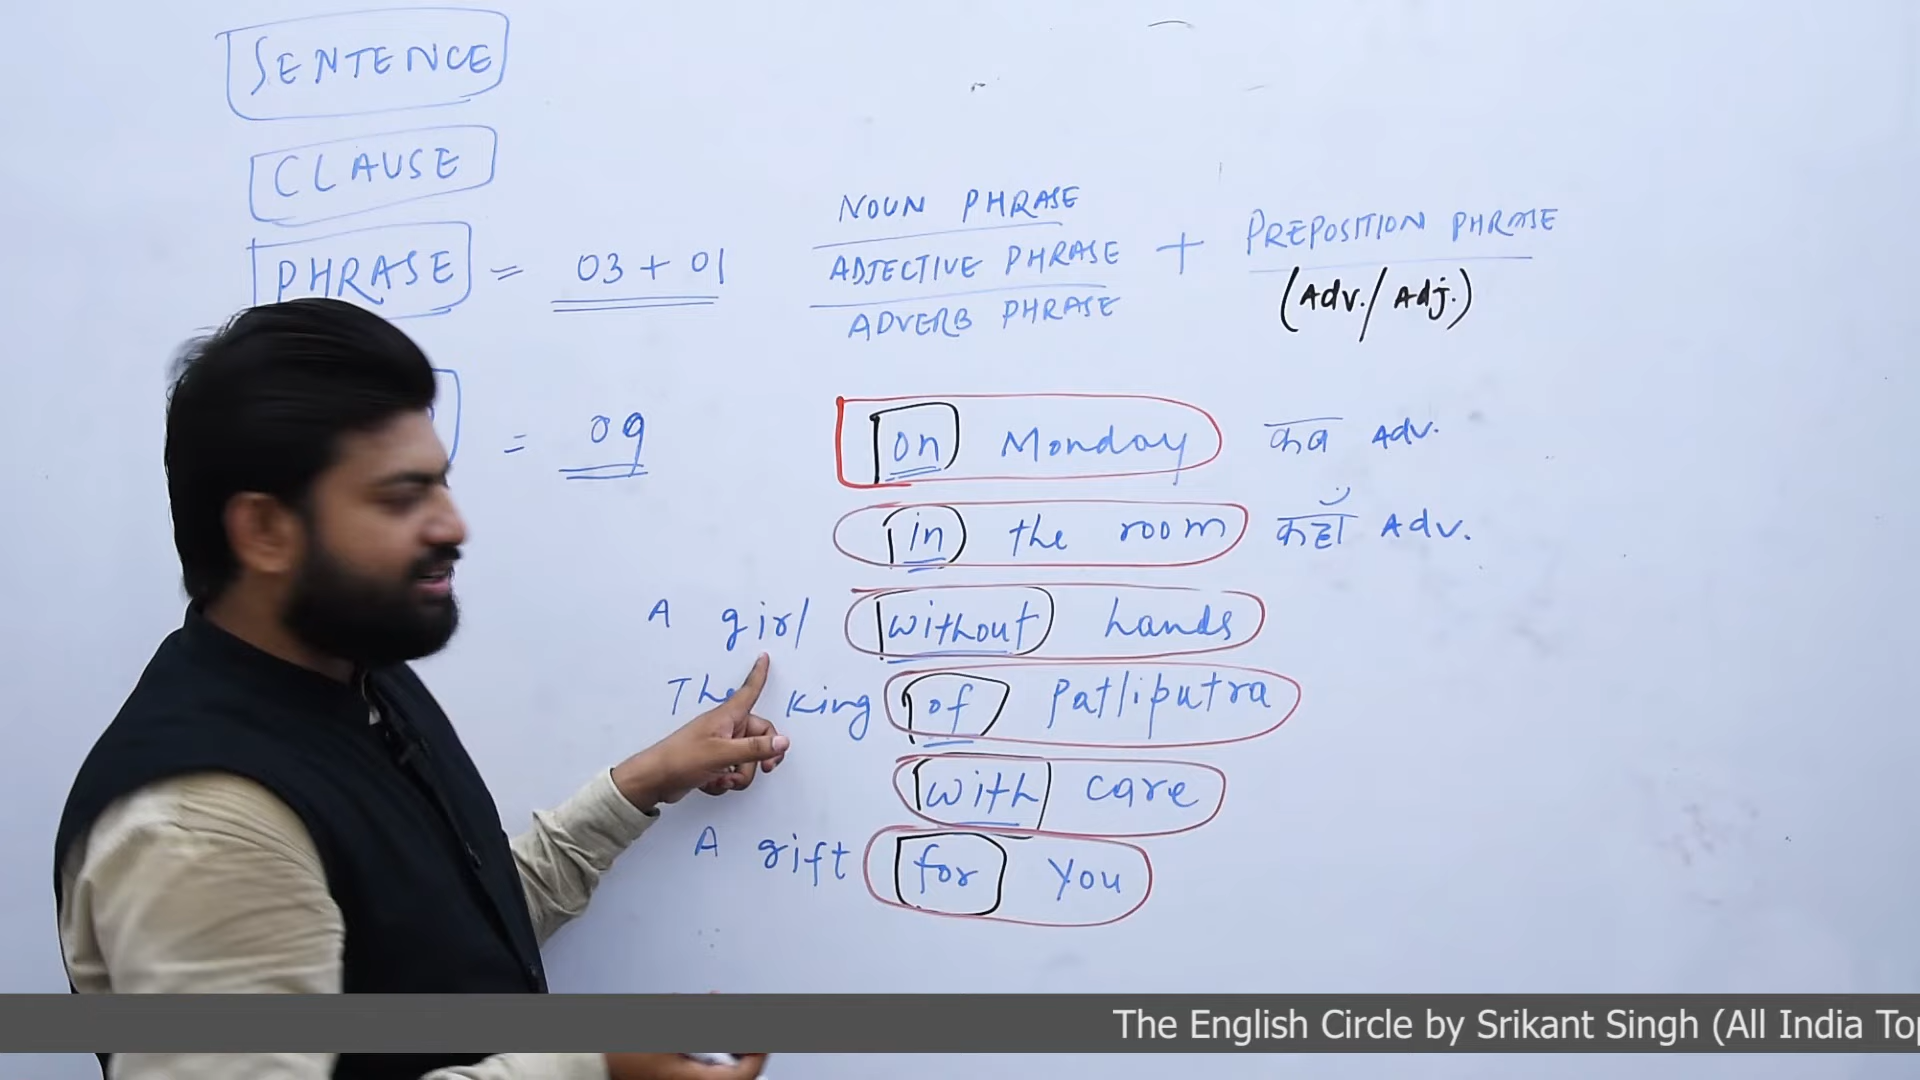 SENTENCE
CLAUSE
PHRASE = 03 + 01
NOUN PHRASE
ADJECTIVE PHRASE
ADVERB PHRASE
+ PREPOSITION PHRASE
(Adv./Adj.)
= 09
on Monday कब Adv.
in the room कहाँ Adv.
A girl without hands
The king of Patliputra
with care
A gift for you
The English Circle by Srikant Singh (All India